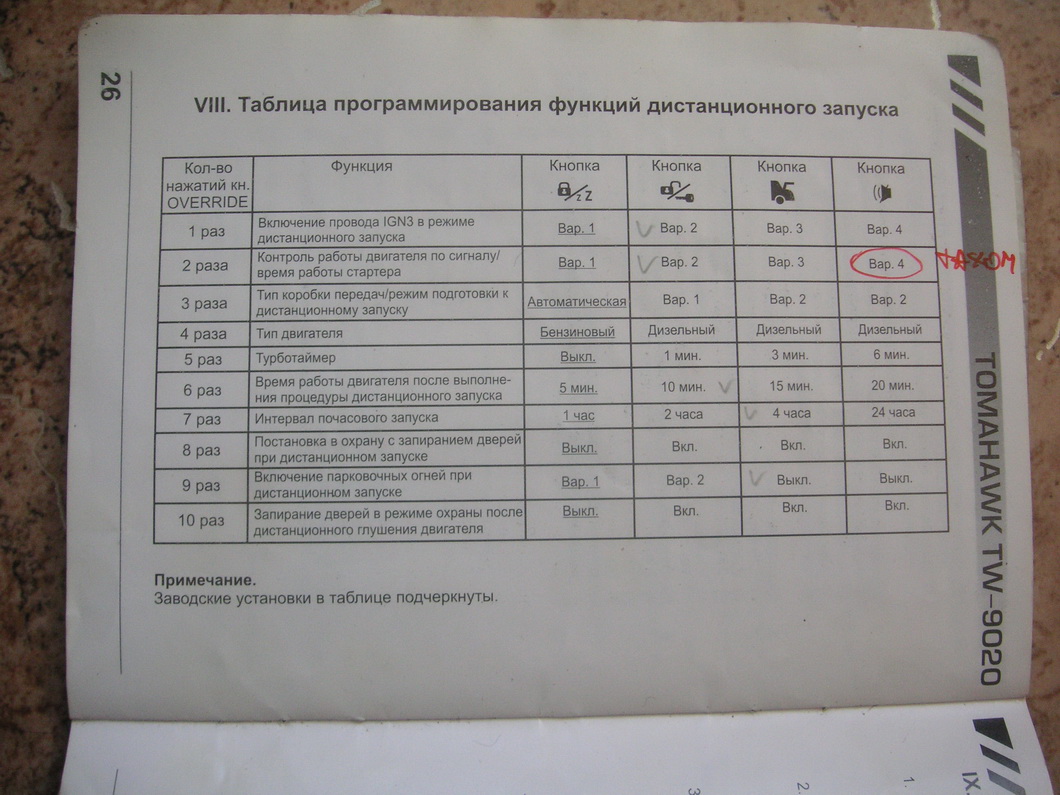 26
VIII. Таблица программирования функций дистанционного запуска
Кол-во нажатий кн. OVERRIDE Функция Кнопка Кнопка Кнопка Кнопка
1 раз Включение провода IGN3 в режиме дистанционного запуска Вар. 1 Вар. 2 Вар. 3 Вар. 4
2 раза Контроль работы двигателя по сигналу/ время работы стартера Вар. 1 Вар. 2 Вар. 3 Вар. 4
3 раза Тип коробки передач/режим подготовки к дистанционному запуску Автоматическая Вар. 1 Вар. 2 Вар. 2
4 раза Тип двигателя Бензиновый Дизельный Дизельный Дизельный
5 раз Турботаймер Выкл. 1 мин. 3 мин. 6 мин.
6 раз Время работы двигателя после выполне- ния процедуры дистанционного запуска 5 мин. 10 мин. 15 мин. 20 мин.
7 раз Интервал почасового запуска 1 час 2 часа 4 часа 24 часа
8 раз Постановка в охрану с запиранием дверей при дистанционном запуске Выкл. Вкл. Вкл. Вкл.
9 раз Включение парковочных огней при дистанционном запуске Вар. 1 Вар. 2 Выкл. Выкл.
10 раз Запирание дверей в режиме охраны после дистанционного глушения двигателя Выкл. Вкл. Вкл. Вкл.
Примечание.
Заводские установки в таблице подчеркнуты.
TOMAHAWK TW-9020
IX.
1.
2.
3